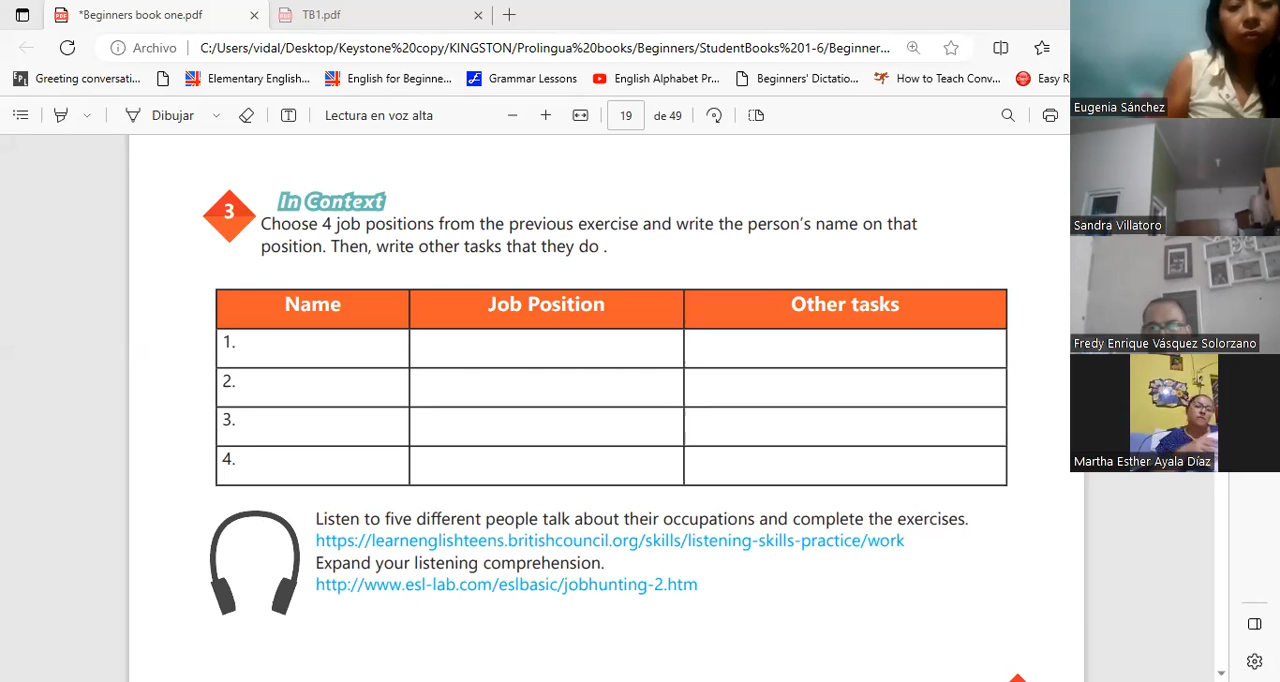 *Beginners book one.pdf
TB1.pdf
Archivo
C:/Users/vidal/Desktop/Keystone%20copy/KINGSTON/Prolingua%20books/Beginners/StudentBooks%201-6/Beginner...
Greeting conversati...
Elementary English...
English for Beginne...
Grammar Lessons
English Alphabet Pr...
Beginners' Dictatio...
How to Teach Conv...
Easy R
Dibujar
Lectura en voz alta
19
de 49
3
In Context
Choose 4 job positions from the previous exercise and write the person's name on that
position. Then, write other tasks that they do .
Name
Job Position
Other tasks
1.
2.
3.
4.
Listen to five different people talk about their occupations and complete the exercises.
https://learnenglishteens.britishcouncil.org/skills/listening-skills-practice/work
Expand your listening comprehension.
http://www.esl-lab.com/eslbasic/jobhunting-2.htm
Eugenia Sánchez
Sandra Villatoro
Fredy Enrique Vásquez Solorzano
Martha Esther Ayala Díaz